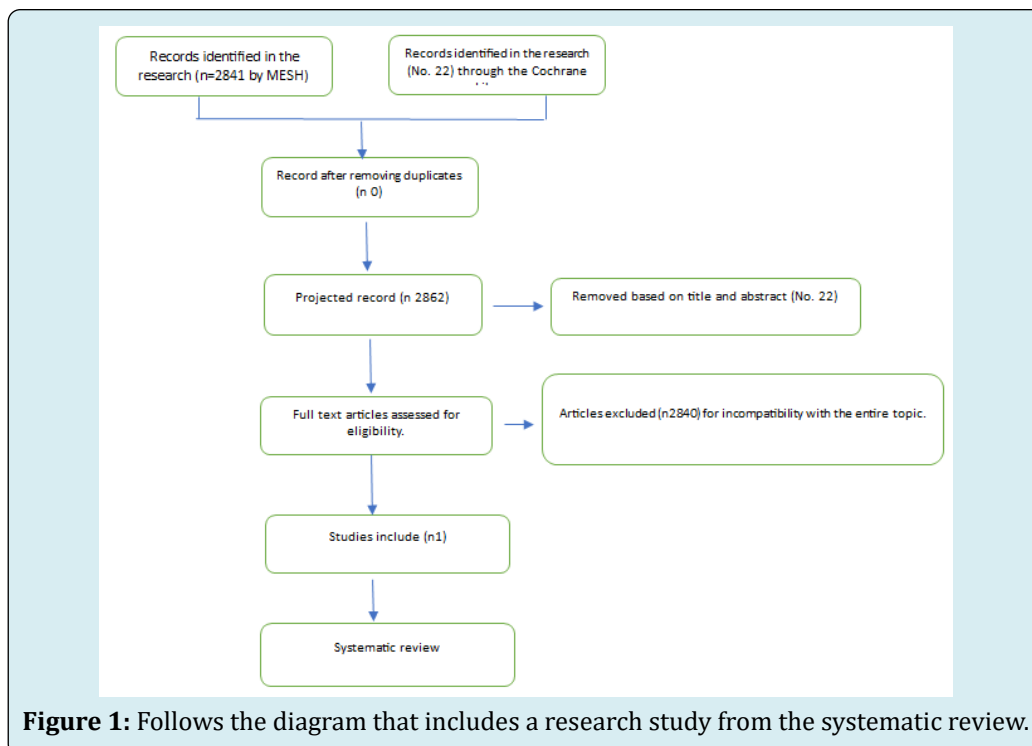 Records identified in the
research (n=2841 by MESH)
Records identified in the research
(No. 22) through the Cochrane
Record after removing duplicates
(n 0)
Projected record (n 2862)
Removed based on title and abstract (No. 22)
Full text articles assessed for
eligibility.
Articles excluded (n2840) for incompatibility with the entire topic.
Studies include (n1)
Systematic review
Figure 1: Follows the diagram that includes a research study from the systematic review.